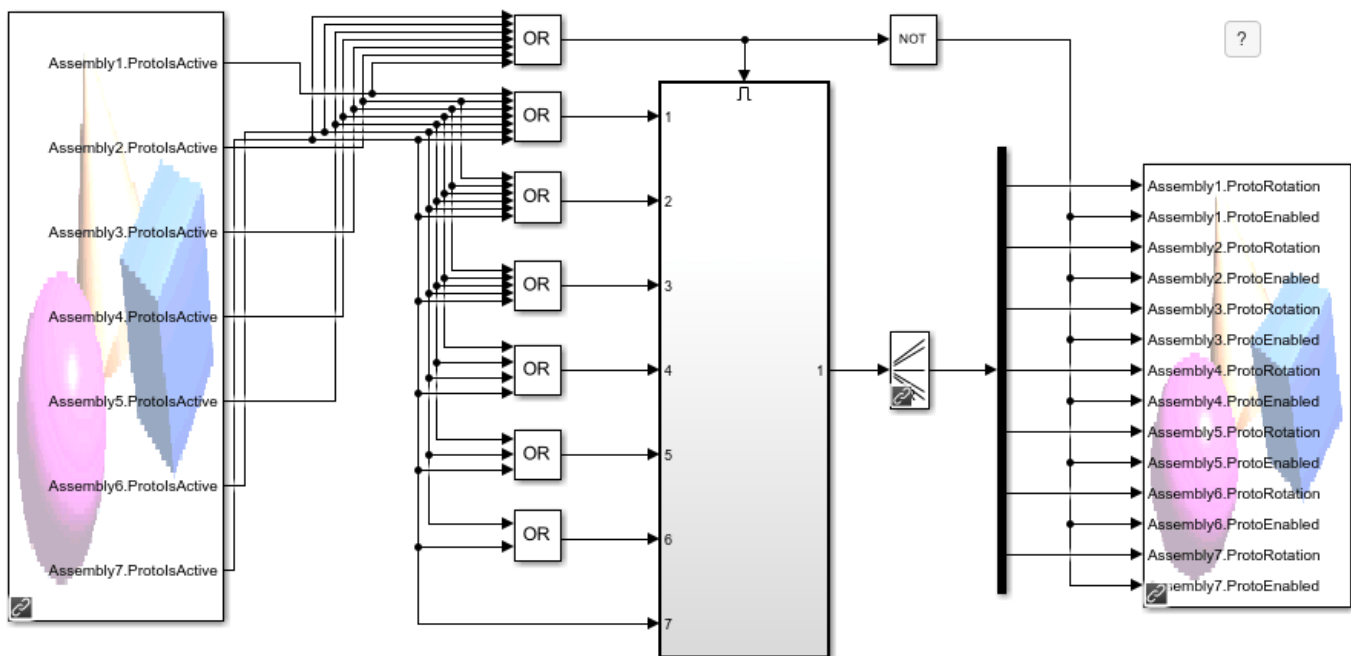 Assembly1.ProtoIsActive
Assembly2.ProtoIsActive
Assembly3.ProtoIsActive
Assembly4.ProtoIsActive
Assembly5.ProtoIsActive
Assembly6.ProtoIsActive
Assembly7.ProtoIsActive
OR
OR
OR
OR
OR
OR
OR
1
2
3
4
5
6
7
1
NOT
?
Assembly1.ProtoRotation
Assembly1.ProtoEnabled
Assembly2.ProtoRotation
Assembly2.ProtoEnabled
Assembly3.ProtoRotation
Assembly3.ProtoEnabled
Assembly4.ProtoRotation
Assembly4.ProtoEnabled
Assembly5.ProtoRotation
Assembly5.ProtoEnabled
Assembly6.ProtoRotation
Assembly6.ProtoEnabled
Assembly7.ProtoRotation
Assembly7.ProtoEnabled